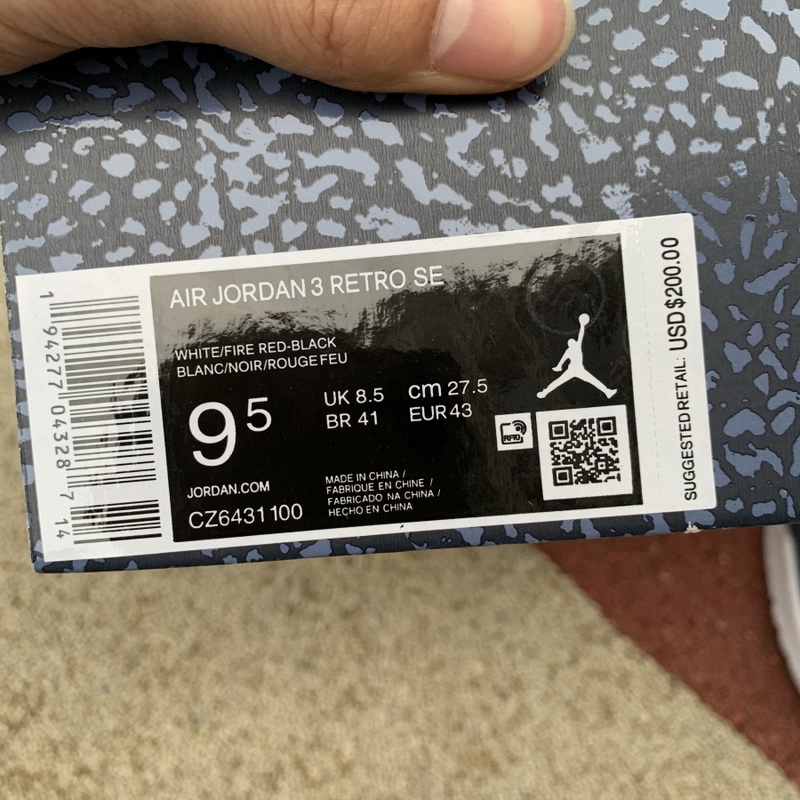 AIR JORDAN 3 RETRO SE
WHITE/FIRE RED-BLACK
BLANC/NOIR/ROUGE FEU
9 5
UK 8.5
BR 41
cm 27.5
EUR 43
RFID
JORDAN.COM
CZ6431 100
MADE IN CHINA /
FABRIQUE EN CHINE /
FABRICADO NA CHINA /
HECHO EN CHINA
1 94277 04328 7 14
SUGGESTED RETAIL: USD$200.00